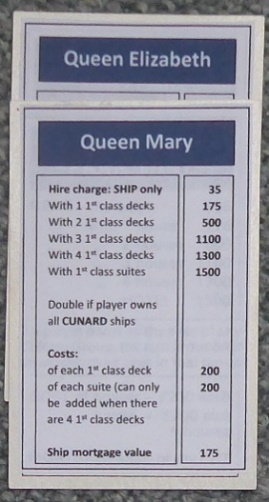 Queen Elizabeth
Queen Mary
Hire charge: SHIP only 35
With 1 1st class decks 175
With 2 1st class decks 500
With 3 1st class decks 1100
With 4 1st class decks 1300
With 1st class suites 1500
Double if player owns
all CUNARD ships
Costs:
of each 1st class deck 200
of each suite (can only 200
be added when there
are 4 1st class decks
Ship mortgage value 175